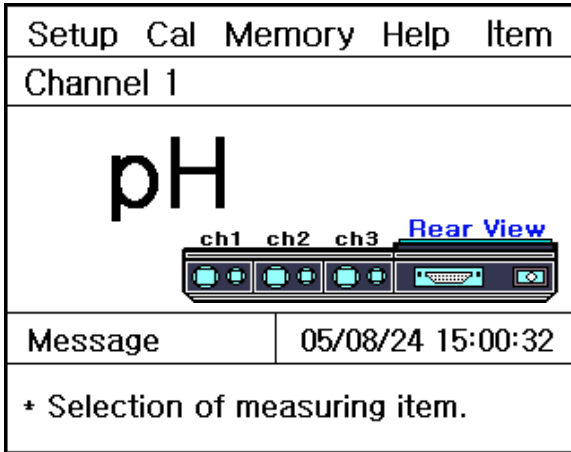 Setup Cal Memory Help Item
Channel 1
pH
ch1 ch2 ch3 Rear View
Message 05/08/24 15:00:32
* Selection of measuring item.